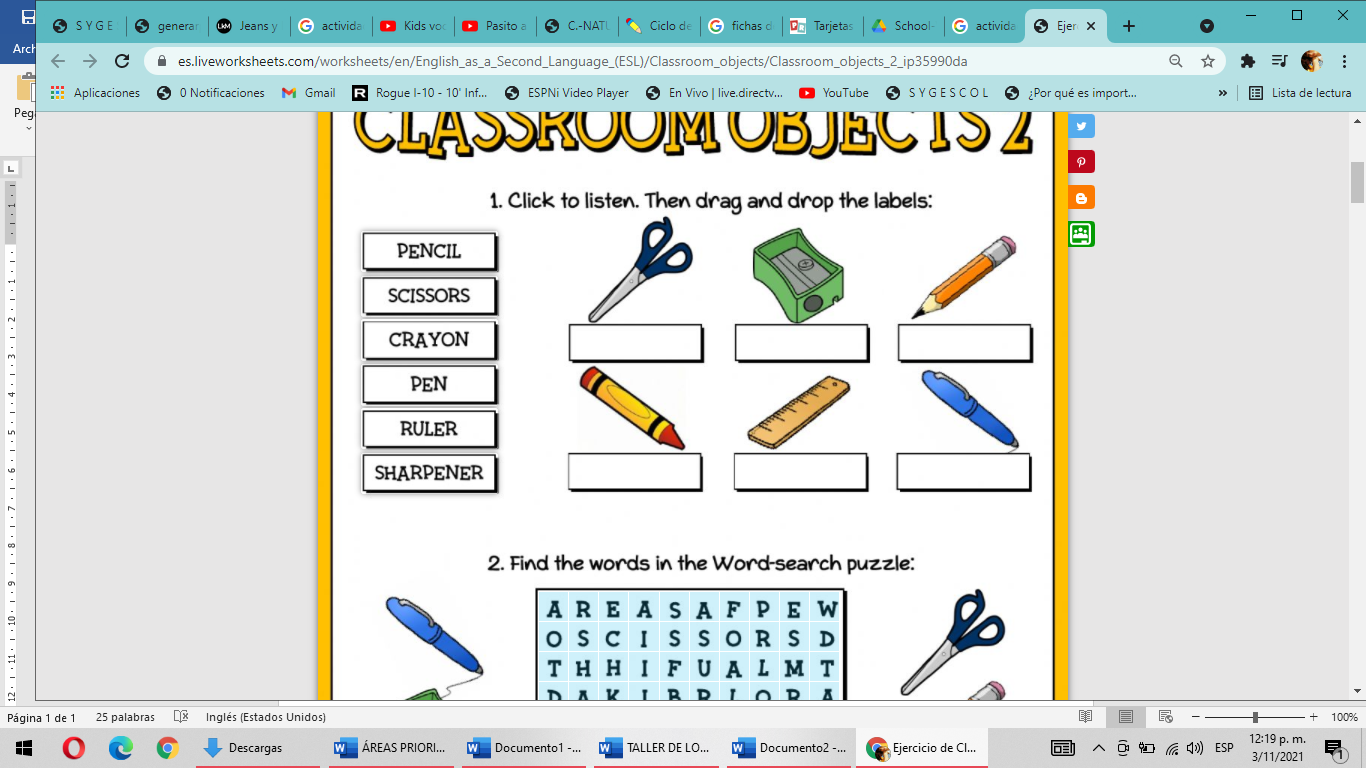 S Y G E
generar
LKM Jeans y
activida
Kids voc
Pasito a
C.-NATU
Ciclo de
fichas d
Tarjetas
School-
activida
Ejer
Arch
es.liveworksheets.com/worksheets/en/English_as_a_Second_Language_(ESL)/Classroom_objects/Classroom_objects_2_ip35990da
Aplicaciones
0 Notificaciones
Gmail
R Rogue I-10 - 10' Inf...
ESPNi Video Player
En Vivo | live.directv...
YouTube
S Y G E S C O L
¿Por qué es import...
»
Lista de lectura
Pega
CLASSROOM OBJECTS 2
1. Click to listen. Then drag and drop the labels:
PENCIL
SCISSORS
CRAYON
PEN
RULER
SHARPENER
2. Find the words in the Word-search puzzle:
A R E A S A F P E W
O S C I S S O R S D
T H H I F U A L M T
D A K I B R I O R A
Página 1 de 1
25 palabras
Inglés (Estados Unidos)
100%
Descargas
ÁREAS PRIORI...
Documento1 -...
TALLER DE LO...
Documento2 -...
Ejercicio de Cl...
ESP
12:19 p. m.
3/11/2021
1